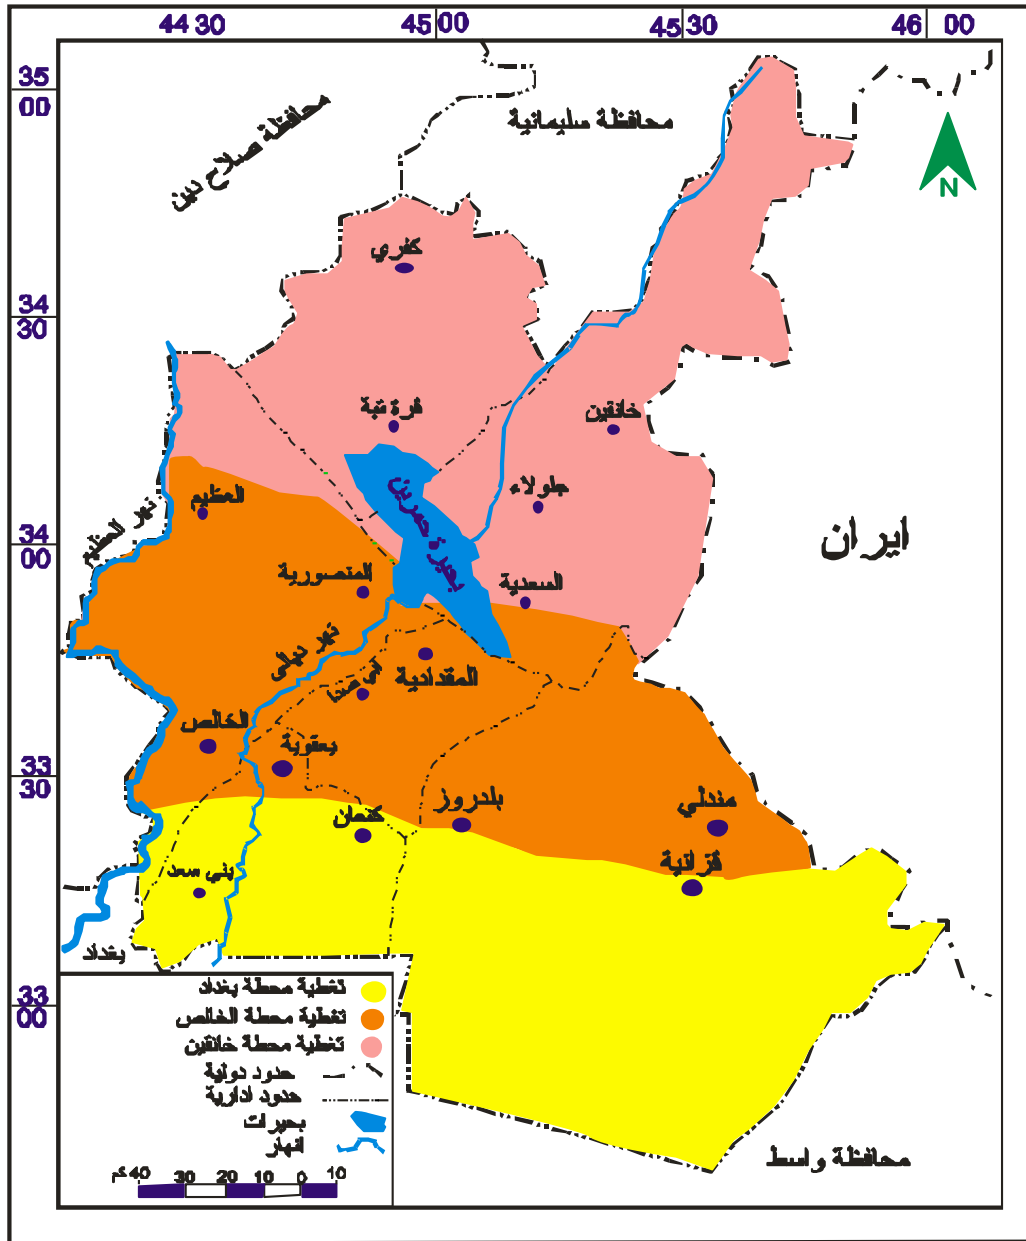 44 30
45 00
45 30
46 00
35 00
34 30
34 00
33 30
33 00
محافظة صلاح دين
محافظة سليمانية
N
كفري
قرة تبة
خانقين
جلولاء
العظيم
نهر العظيم
بحيرة حمرين
ايران
المنصورية
السعدية
نهر ديالى
المقدادية
ابي صيدا
الخالص
بعقوبة
بلدروز
مندلي
كنعان
قزانية
بني سعد
بغداد
تغطية محطة بغداد
تغطية محطة الخالص
تغطية محطة خانقين
حدود دولية
حدود ادارية
بحيرات
انهار
40كم 30 20 10 0 10
محافظة واسط